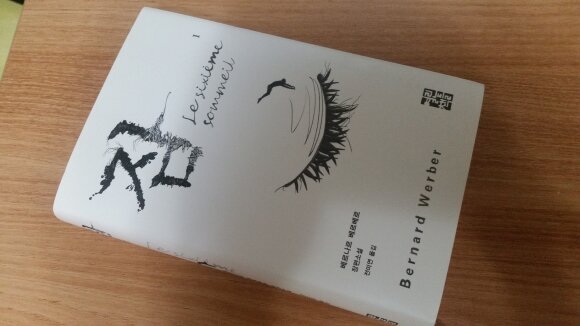 1
잠
Le sixième
sommeil
열린책들
Bernard Werber
베르나르 베르베르
장편소설
전미연 옮김